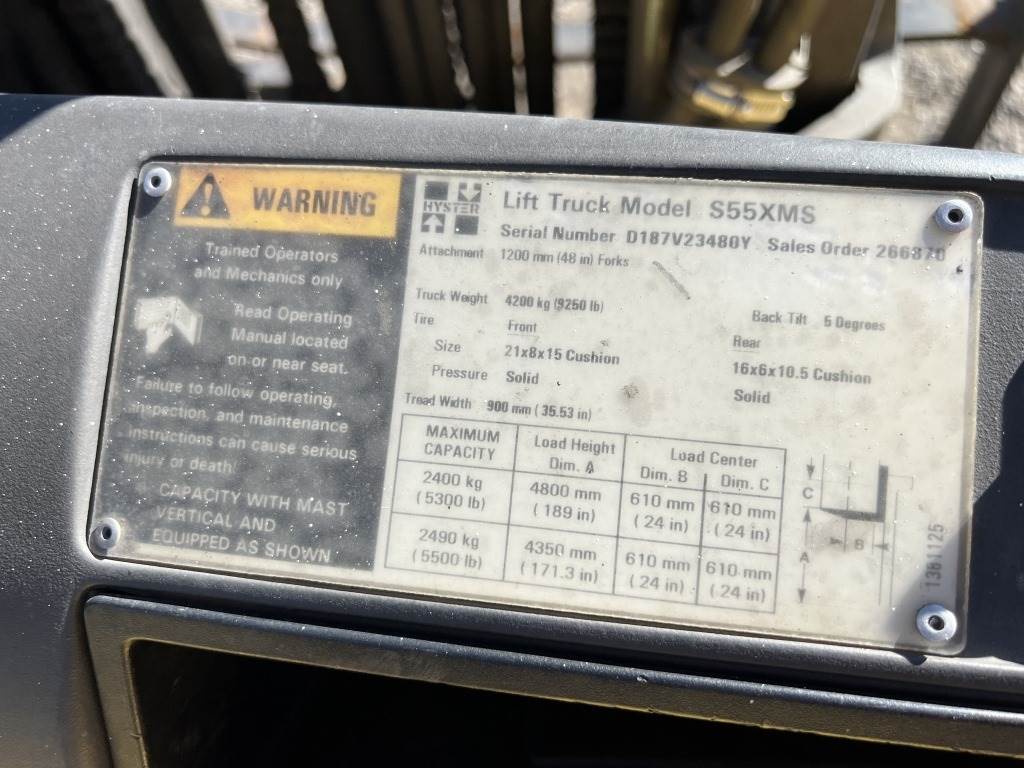 WARNING
Trained Operators
and Mechanics only
Read Operating
Manual located
on or near seat.
Failure to follow operating,
inspection, and maintenance
instructions can cause serious
injury or death!
CAPACITY WITH MAST
VERTICAL AND
EQUIPPED AS SHOWN
HYSTER
Lift Truck Model S55XMS
Serial Number D187V23480Y Sales Order 266870
Attachment 1200 mm (48 in) Forks
Truck Weight 4200 kg (9250 lb) Back Tilt 5 Degrees
Tire Front Rear
Size 21x8x15 Cushion 16x6x10.5 Cushion
Pressure Solid Solid
Tread Width 900 mm (35.53 in)
MAXIMUM CAPACITY Load Height Dim. A Load Center Dim. B Dim. C
2400 kg 4800 mm 610 mm 610 mm
(5300 lb) (189 in) (24 in) (24 in)
2490 kg 4350 mm 610 mm 610 mm
(5500 lb) (171.3 in) (24 in) (24 in)
C
A
B
1381125